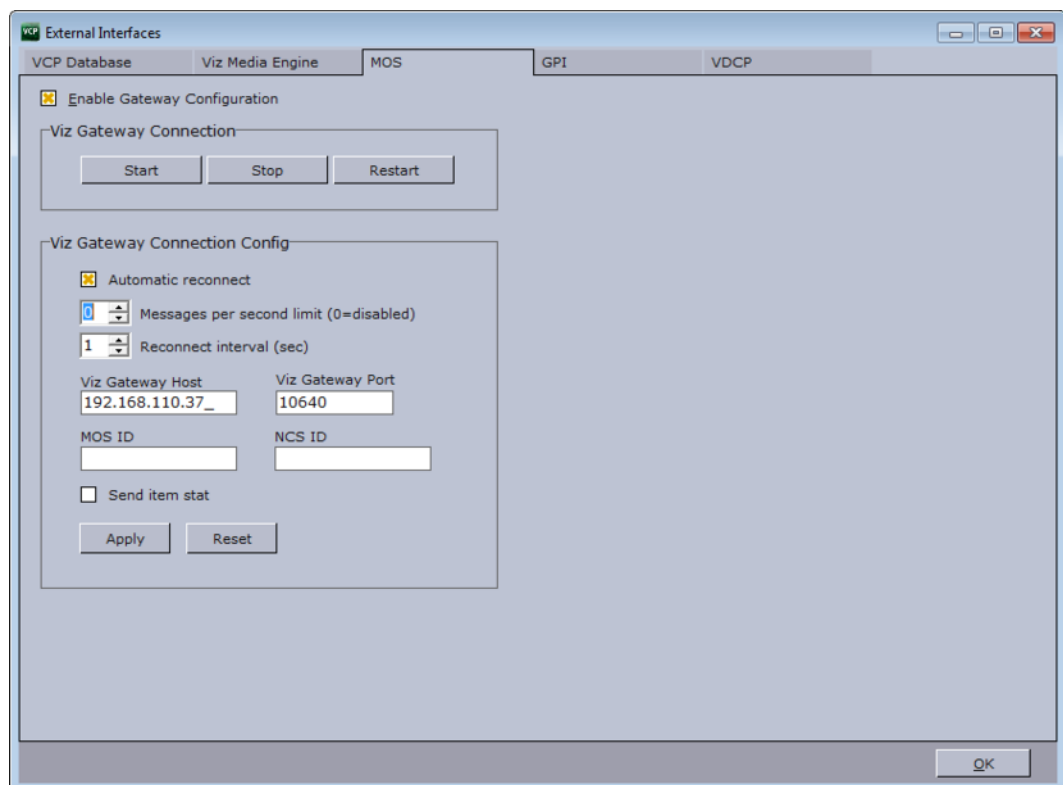 VCP External Interfaces
VCP Database Viz Media Engine MOS GPI VDCP
Enable Gateway Configuration
Viz Gateway Connection
Start Stop Restart
Viz Gateway Connection Config
Automatic reconnect
0 Messages per second limit (0=disabled)
1 Reconnect interval (sec)
Viz Gateway Host Viz Gateway Port
192.168.110.37_ 10640
MOS ID NCS ID
Send item stat
Apply Reset
OK